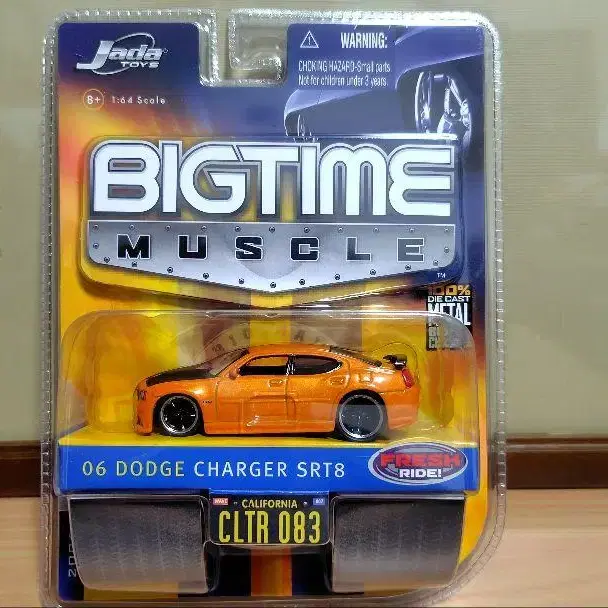 Jada
TOYS
8+
1:64 Scale
WARNING:
CHOKING HAZARD-Small parts
Not for children under 3 years.
BIGTIME
MUSCLE
TM
100%
DIE CAST
METAL
06 DODGE CHARGER SRT8
FRESH
RIDE!
CALIFORNIA
CLTR 083